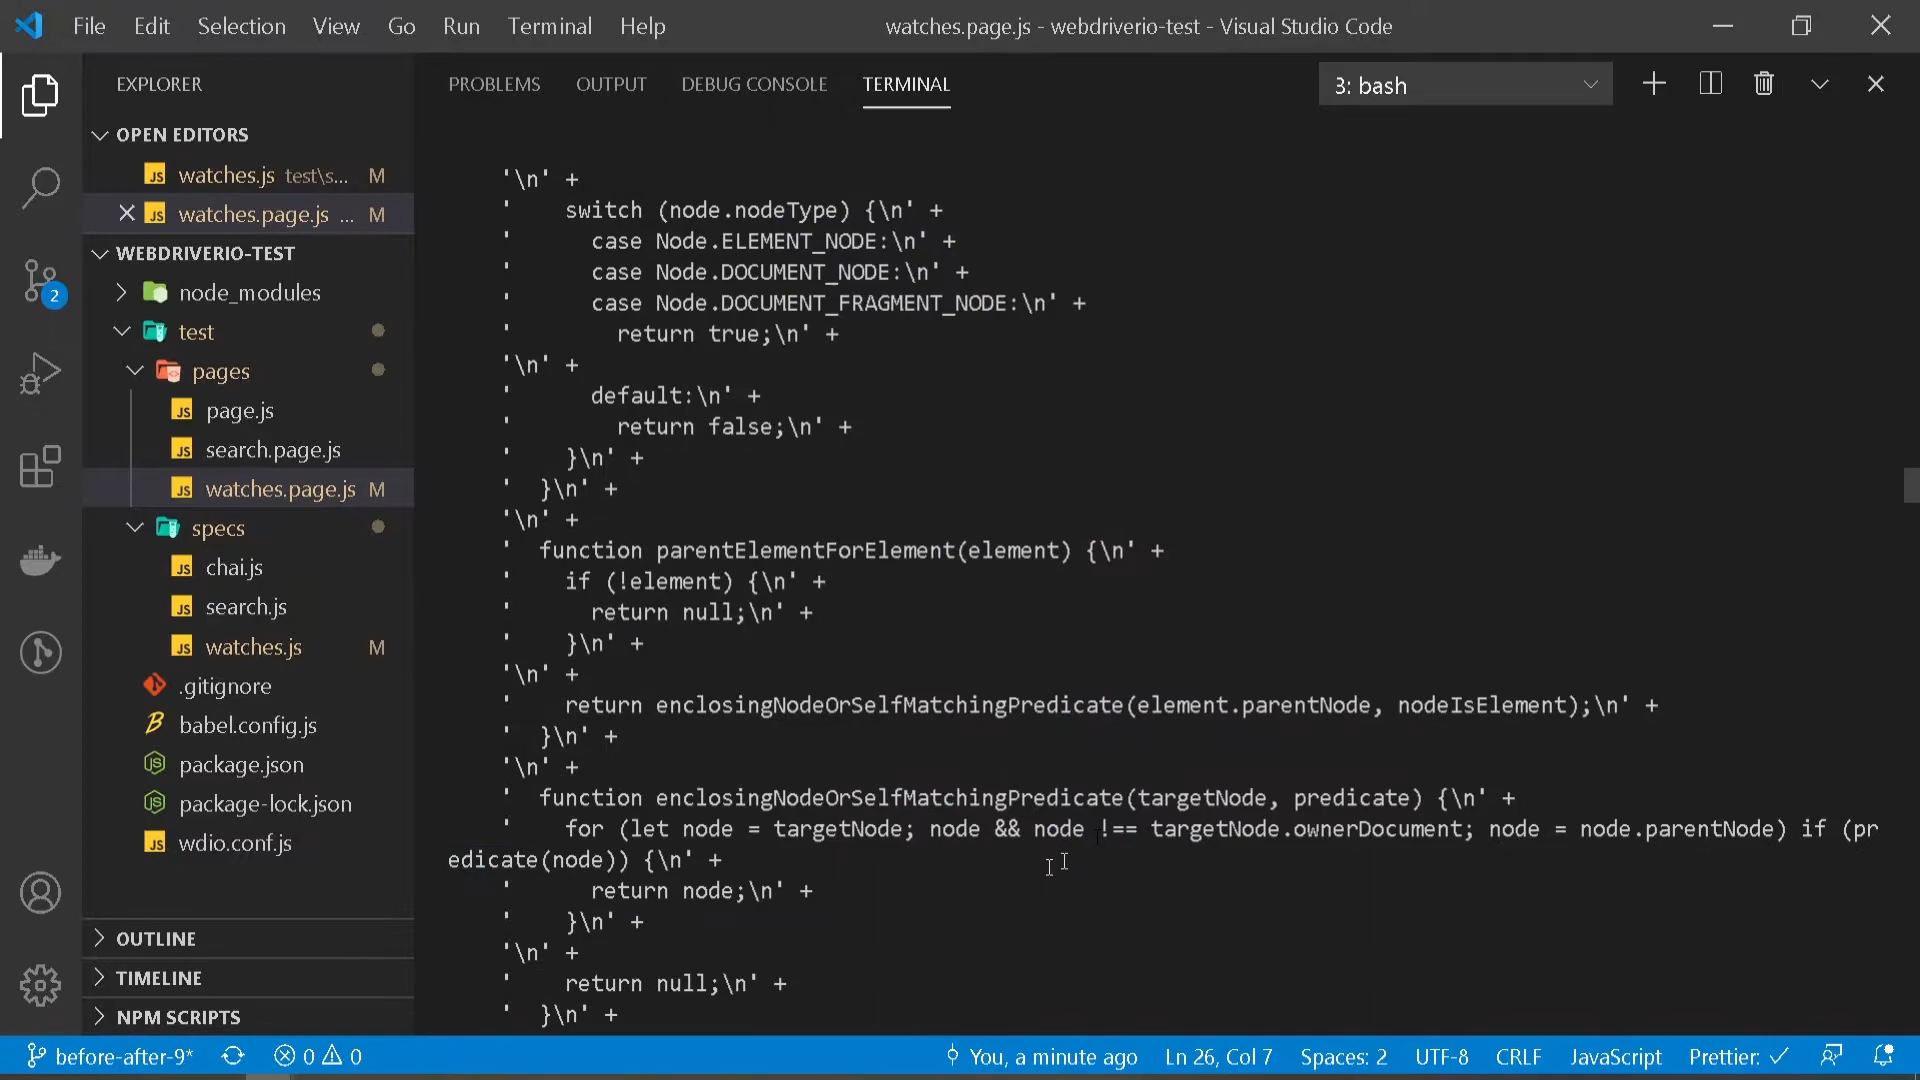 File Edit Selection View Go Run Terminal Help
watches.page.js - webdriverio-test - Visual Studio Code
EXPLORER
OPEN EDITORS
watches.js test\s... M
watches.page.js ... M
WEBDRIVERIO-TEST
node_modules
test
pages
page.js
search.page.js
watches.page.js M
specs
chai.js
search.js
watches.js M
.gitignore
babel.config.js
package.json
package-lock.json
wdio.conf.js
OUTLINE
TIMELINE
NPM SCRIPTS
2
PROBLEMS OUTPUT DEBUG CONSOLE TERMINAL
3: bash
'\n' +
'    switch (node.nodeType) {\n' +
'      case Node.ELEMENT_NODE:\n' +
'      case Node.DOCUMENT_NODE:\n' +
'      case Node.DOCUMENT_FRAGMENT_NODE:\n' +
'        return true;\n' +
'\n' +
'      default:\n' +
'        return false;\n' +
'    }\n' +
'  }\n' +
'\n' +
'  function parentElementForElement(element) {\n' +
'    if (!element) {\n' +
'      return null;\n' +
'    }\n' +
'\n' +
'    return enclosingNodeOrSelfMatchingPredicate(element.parentNode, nodeIsElement);\n' +
'  }\n' +
'\n' +
'  function enclosingNodeOrSelfMatchingPredicate(targetNode, predicate) {\n' +
'    for (let node = targetNode; node && node !== targetNode.ownerDocument; node = node.parentNode) if (pr
edicate(node)) {\n' +
'      return node;\n' +
'    }\n' +
'\n' +
'    return null;\n' +
'  }\n' +
before-after-9* 0 0 You, a minute ago Ln 26, Col 7 Spaces: 2 UTF-8 CRLF JavaScript Prettier: ✓